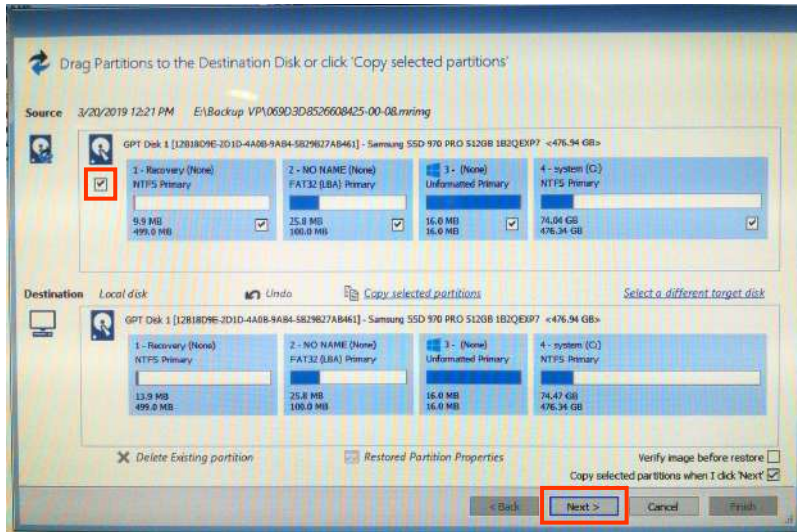 Drag Partitions to the Destination Disk or click 'Copy selected partitions'
Source 3/20/2019 12:21 PM E:\Backup VP\069D3D8526608425-00-08.mrimg
GPT Disk 1 [12B18D9E-2D1D-4A0B-9AB4-5B29B27AB461] - Samsung SSD 970 PRO 512GB 1B2QEXP7 <476.94 GB>
1 - Recovery (None)
NTFS Primary
9.9 MB
499.0 MB
2 - NO NAME (None)
FAT32 (LBA) Primary
25.8 MB
100.0 MB
3 - (None)
Unformatted Primary
16.0 MB
16.0 MB
4 - system (C:)
NTFS Primary
74.04 GB
476.34 GB
Destination Local disk Undo Copy selected partitions Select a different target disk
GPT Disk 1 [12B18D9E-2D1D-4A0B-9AB4-5B29B27AB461] - Samsung SSD 970 PRO 512GB 1B2QEXP7 <476.94 GB>
1 - Recovery (None)
NTFS Primary
13.9 MB
499.0 MB
2 - NO NAME (None)
FAT32 (LBA) Primary
25.8 MB
100.0 MB
3 - (None)
Unformatted Primary
16.0 MB
16.0 MB
4 - system (C:)
NTFS Primary
74.47 GB
476.34 GB
Delete Existing partition Restored Partition Properties Verify image before restore
Copy selected partitions when I click 'Next'
< Back Next > Cancel Finish